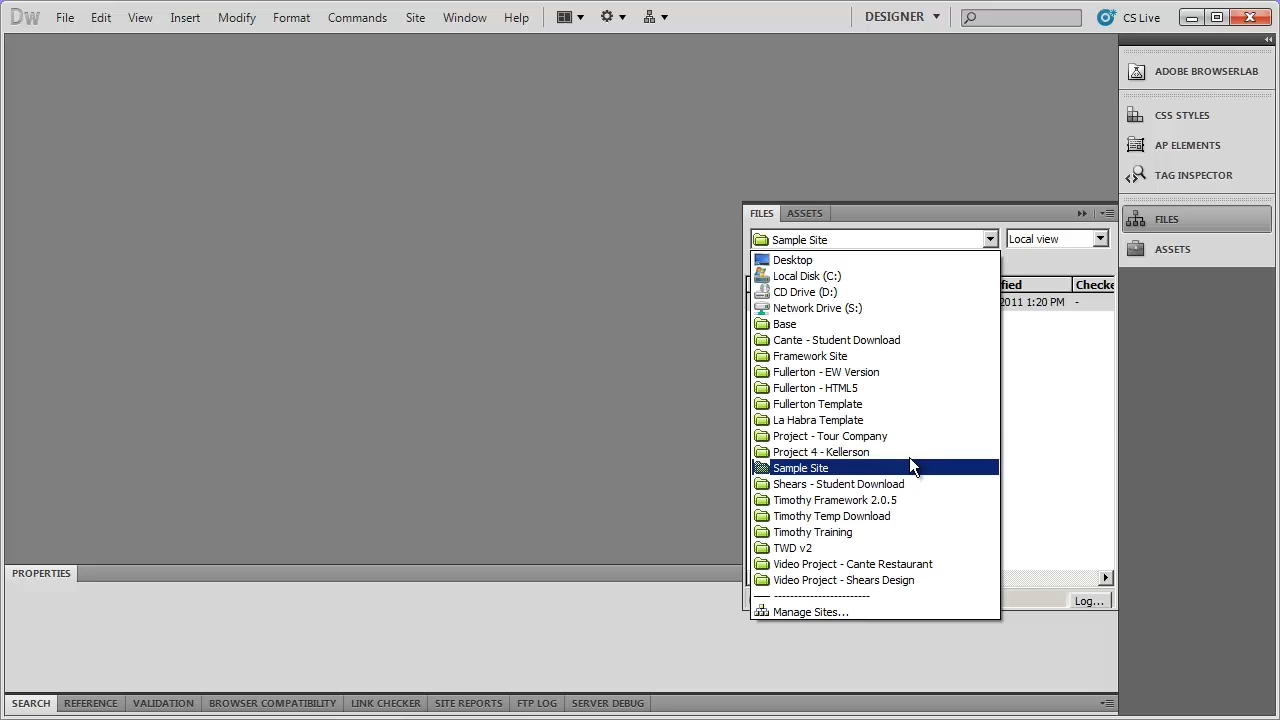 Dw File Edit View Insert Modify Format Commands Site Window Help DESIGNER CS Live
ADOBE BROWSERLAB
CSS STYLES
AP ELEMENTS
TAG INSPECTOR
FILES
ASSETS
FILES ASSETS
Sample Site Local view
Desktop
Local Disk (C:)
CD Drive (D:)
Network Drive (S:)
Base
Cante - Student Download
Framework Site
Fullerton - EW Version
Fullerton - HTML5
Fullerton Template
La Habra Template
Project - Tour Company
Project 4 - Kellerson
Sample Site
Shears - Student Download
Timothy Framework 2.0.5
Timothy Temp Download
Timothy Training
TWD v2
Video Project - Cante Restaurant
Video Project - Shears Design
------------------------
Manage Sites...
fied Checke
2011 1:20 PM -
Log...
PROPERTIES
SEARCH REFERENCE VALIDATION BROWSER COMPATIBILITY LINK CHECKER SITE REPORTS FTP LOG SERVER DEBUG